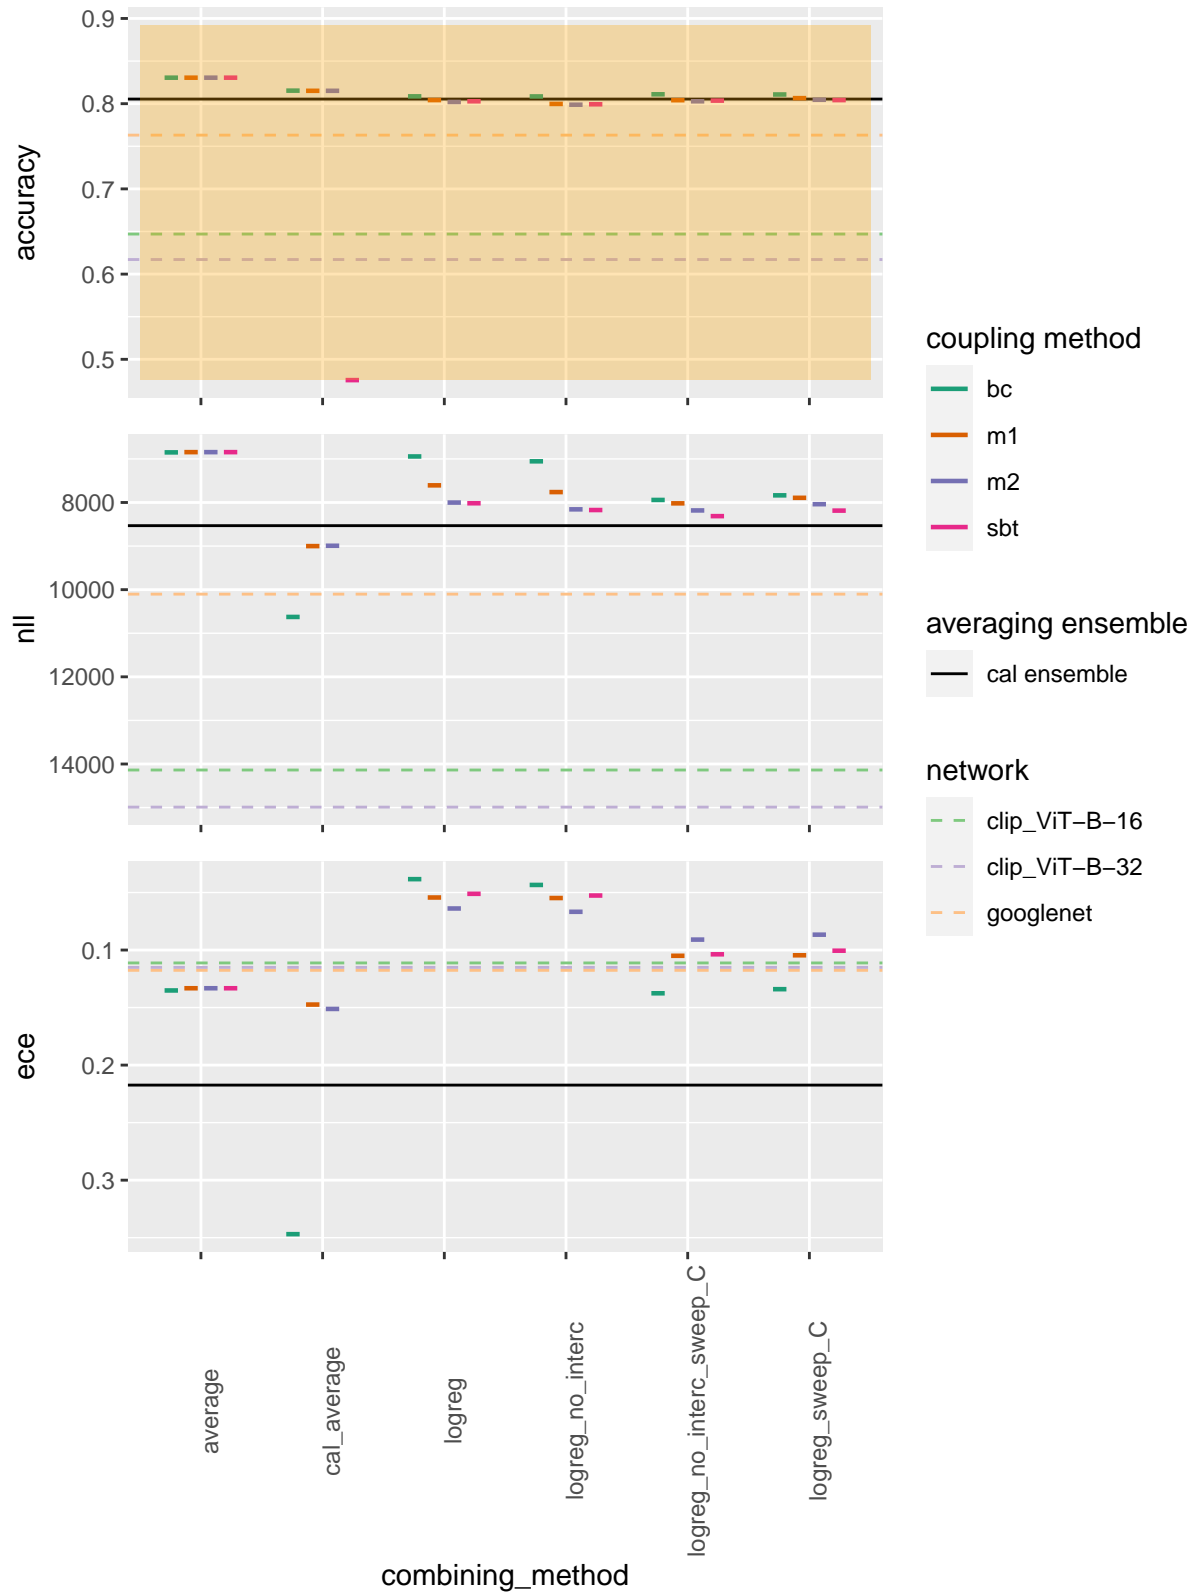 accuracy
0.9
0.8
0.7
0.6
0.5
nll
8000
10000
12000
14000
ece
0.1
0.2
0.3
average
cal_average
logreg
logreg_no_interc
logreg_no_interc_sweep_C
logreg_sweep_C
combining_method
coupling method
bc
m1
m2
sbt
averaging ensemble
cal ensemble
network
clip_ViT−B−16
clip_ViT−B−32
googlenet